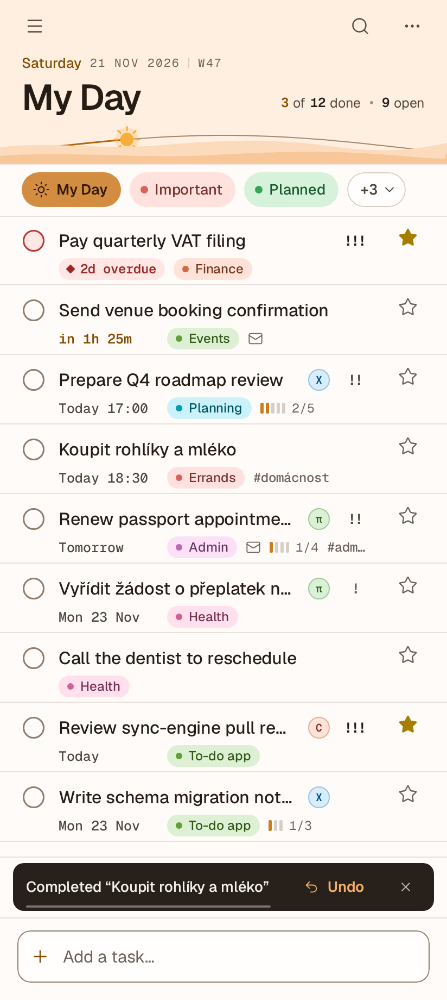 Saturday 21 NOV 2026 | W47
My Day
3 of 12 done • 9 open
My Day Important Planned +3
Pay quarterly VAT filing !!!
2d overdue Finance
Send venue booking confirmation
in 1h 25m Events
Prepare Q4 roadmap review X !!
Today 17:00 Planning 2/5
Koupit rohlíky a mléko
Today 18:30 Errands #domácnost
Renew passport appointme… π !!
Tomorrow Admin 1/4 #adm…
Vyřídit žádost o přeplatek n… π !
Mon 23 Nov Health
Call the dentist to reschedule
Health
Review sync-engine pull re… C !!!
Today To-do app
Write schema migration not… X
Mon 23 Nov To-do app 1/3
Completed “Koupit rohlíky a mléko” Undo
Add a task…